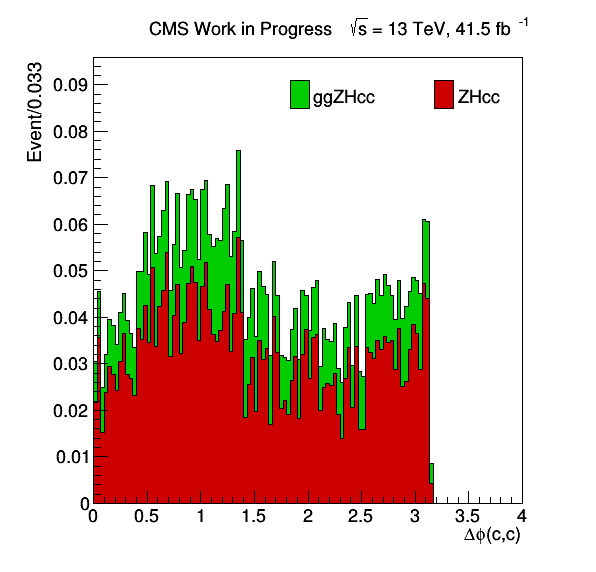 CMS Work in Progress √s = 13 TeV, 41.5 fb⁻¹
Event/0.033
ggZHcc ZHcc
0.09
0.08
0.07
0.06
0.05
0.04
0.03
0.02
0.01
0
0 0.5 1 1.5 2 2.5 3 3.5 4
Δϕ(c,c)